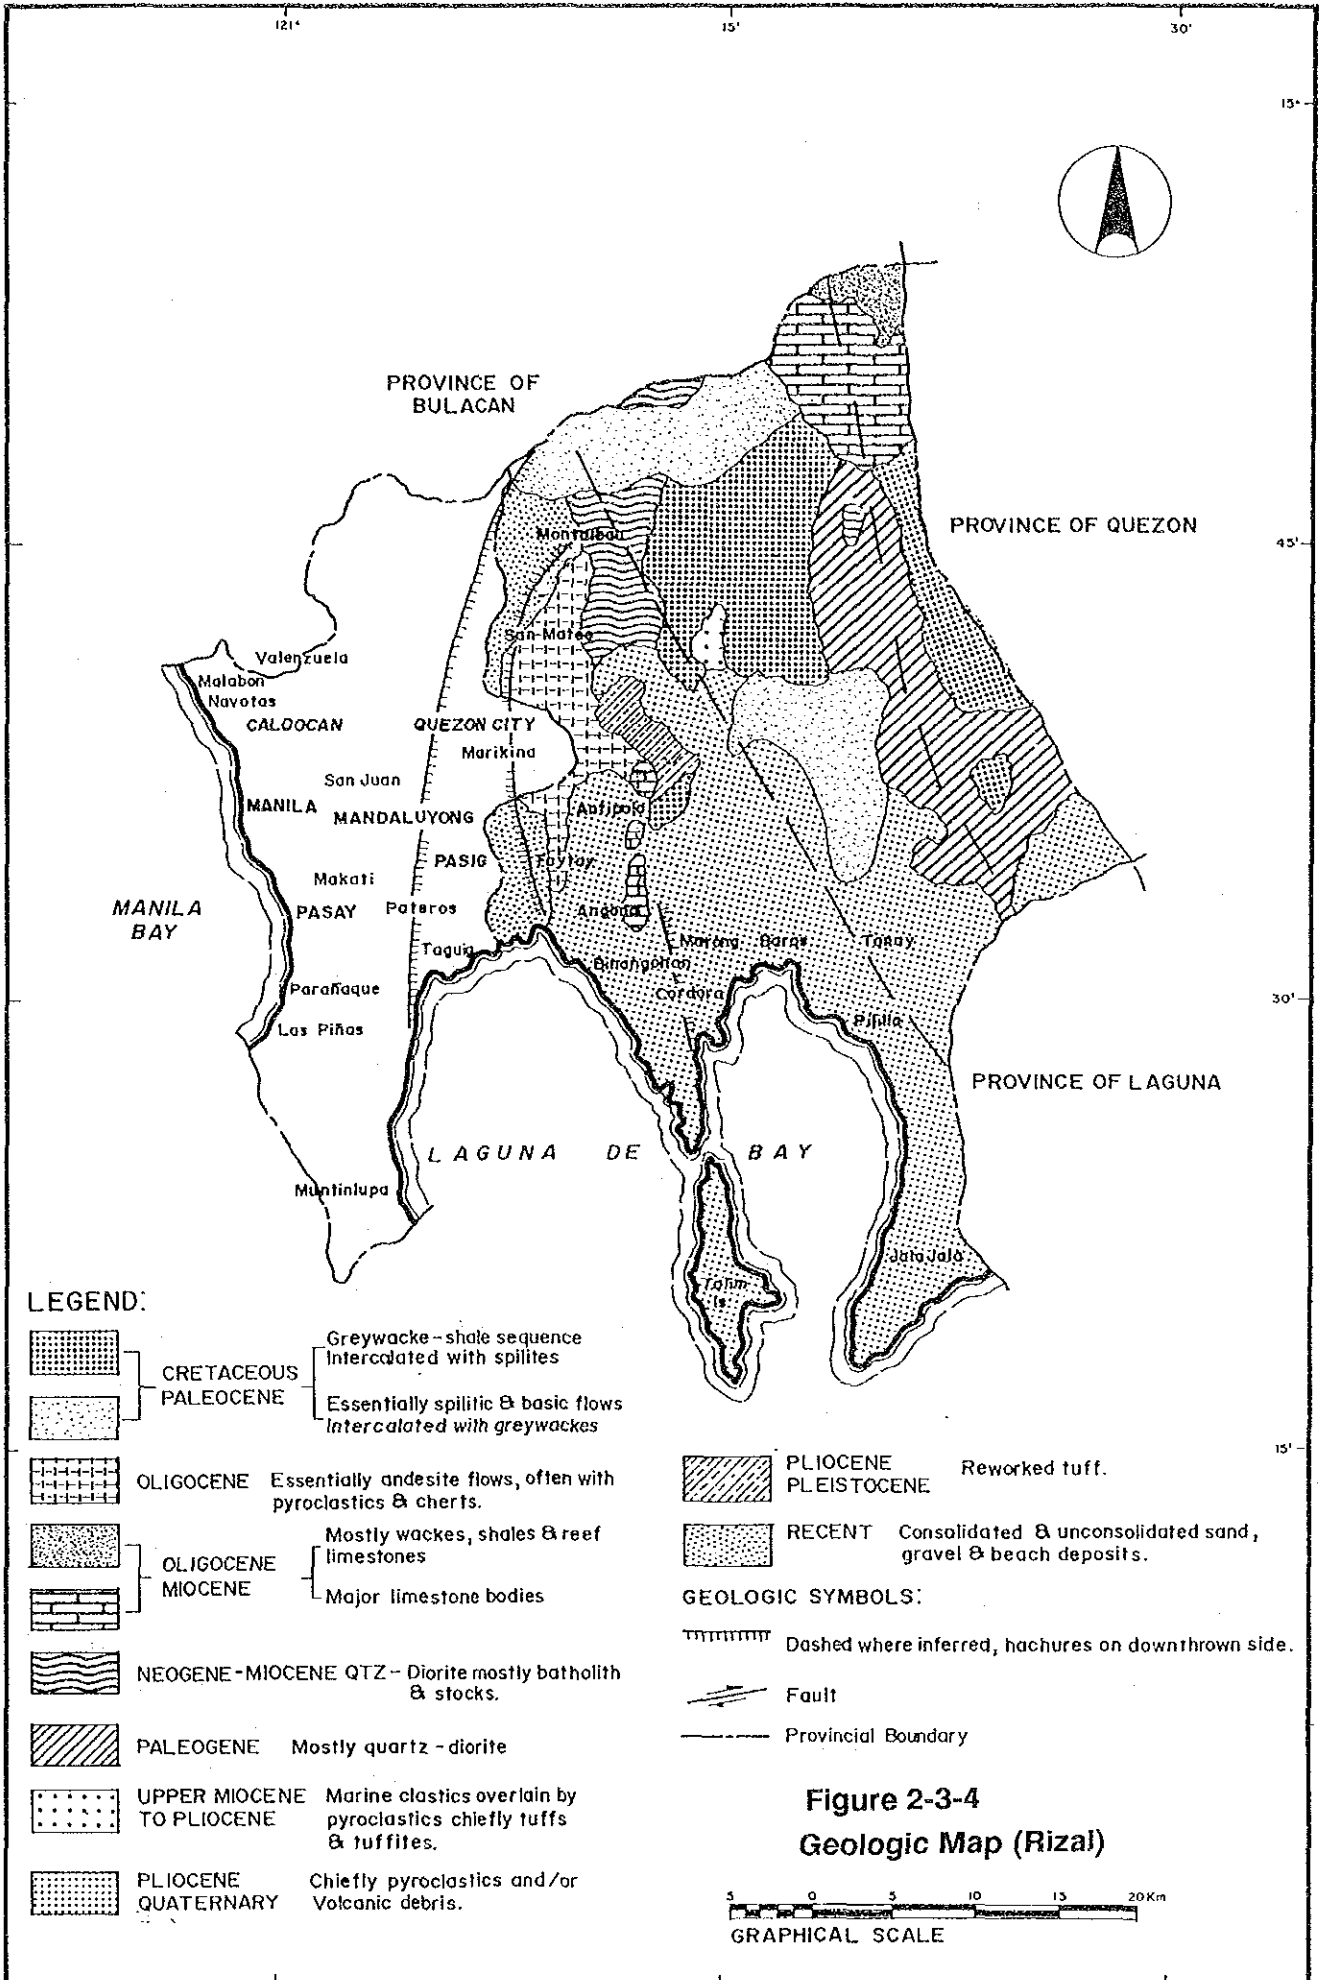 121°
15'
30'
15°
PROVINCE OF
BULACAN
PROVINCE OF QUEZON
45'
Montalban
San Mateo
Valenzuela
Malabon
Navotas
CALOOCAN
QUEZON CITY
Marikina
San Juan
MANILA
MANDALUYONG
Antipolo
PASIG
Taytay
Makati
MANILA
BAY
PASAY
Pateros
Angono
Taguig
Morong
Baras
Tanay
Binangonan
Parañaque
Cardona
30'
Las Piñas
Pililla
PROVINCE OF LAGUNA
LAGUNA DE BAY
Muntinlupa
JalaJala
Talim
Is.
LEGEND:
Greywacke-shale sequence
Intercalated with spilites
CRETACEOUS
PALEOCENE
Essentially spilitic & basic flows
Intercalated with greywackes
15'
OLIGOCENE Essentially andesite flows, often with
pyroclastics & cherts.
Mostly wackes, shales & reef
limestones
OLIGOCENE
MIOCENE
Major limestone bodies
NEOGENE-MIOCENE QTZ- Diorite mostly batholith
& stocks.
PALEOGENE Mostly quartz-diorite
UPPER MIOCENE Marine clastics overlain by
TO PLIOCENE pyroclastics chiefly tuffs
& tuffites.
PLIOCENE Chiefly pyroclastics and/or
QUATERNARY Volcanic debris.
PLIOCENE Reworked tuff.
PLEISTOCENE
RECENT Consolidated & unconsolidated sand,
gravel & beach deposits.
GEOLOGIC SYMBOLS:
Dashed where inferred, hachures on downthrown side.
Fault
Provincial Boundary
Figure 2-3-4
Geologic Map (Rizal)
5 0 5 10 15 20Km
GRAPHICAL SCALE